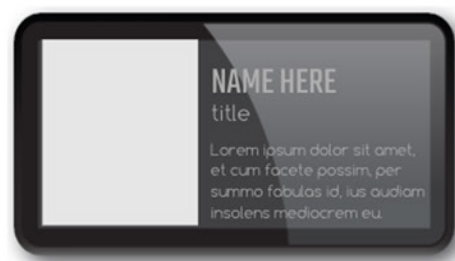 NAME HERE
title
Lorem ipsum dolor sit amet,
et cum facete possim, per
summo fabulas id, ius audiam
insolens mediocrem eu.